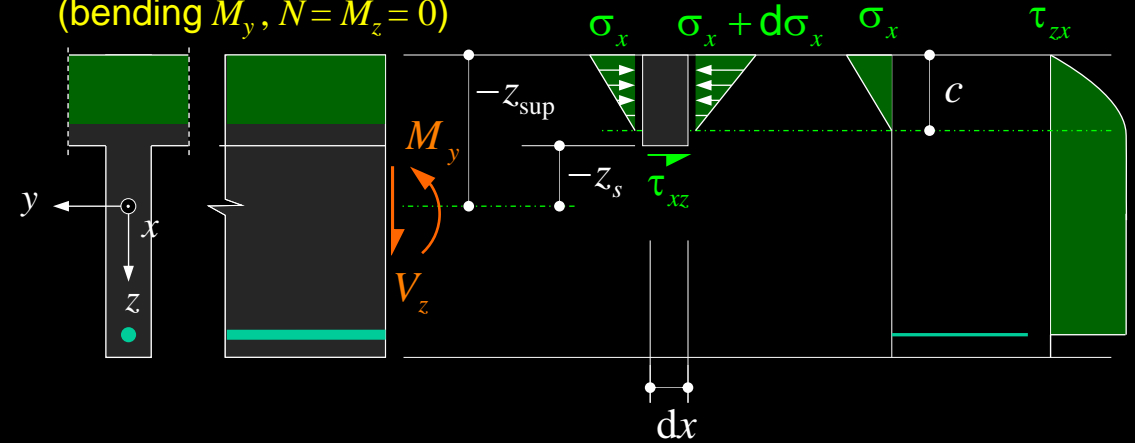 (bending M_y, N = M_z = 0)
σ_x
σ_x + dσ_x
σ_x
τ_zx
−z_sup
c
M_y
−z_s
τ_xz
y
x
z
V_z
dx